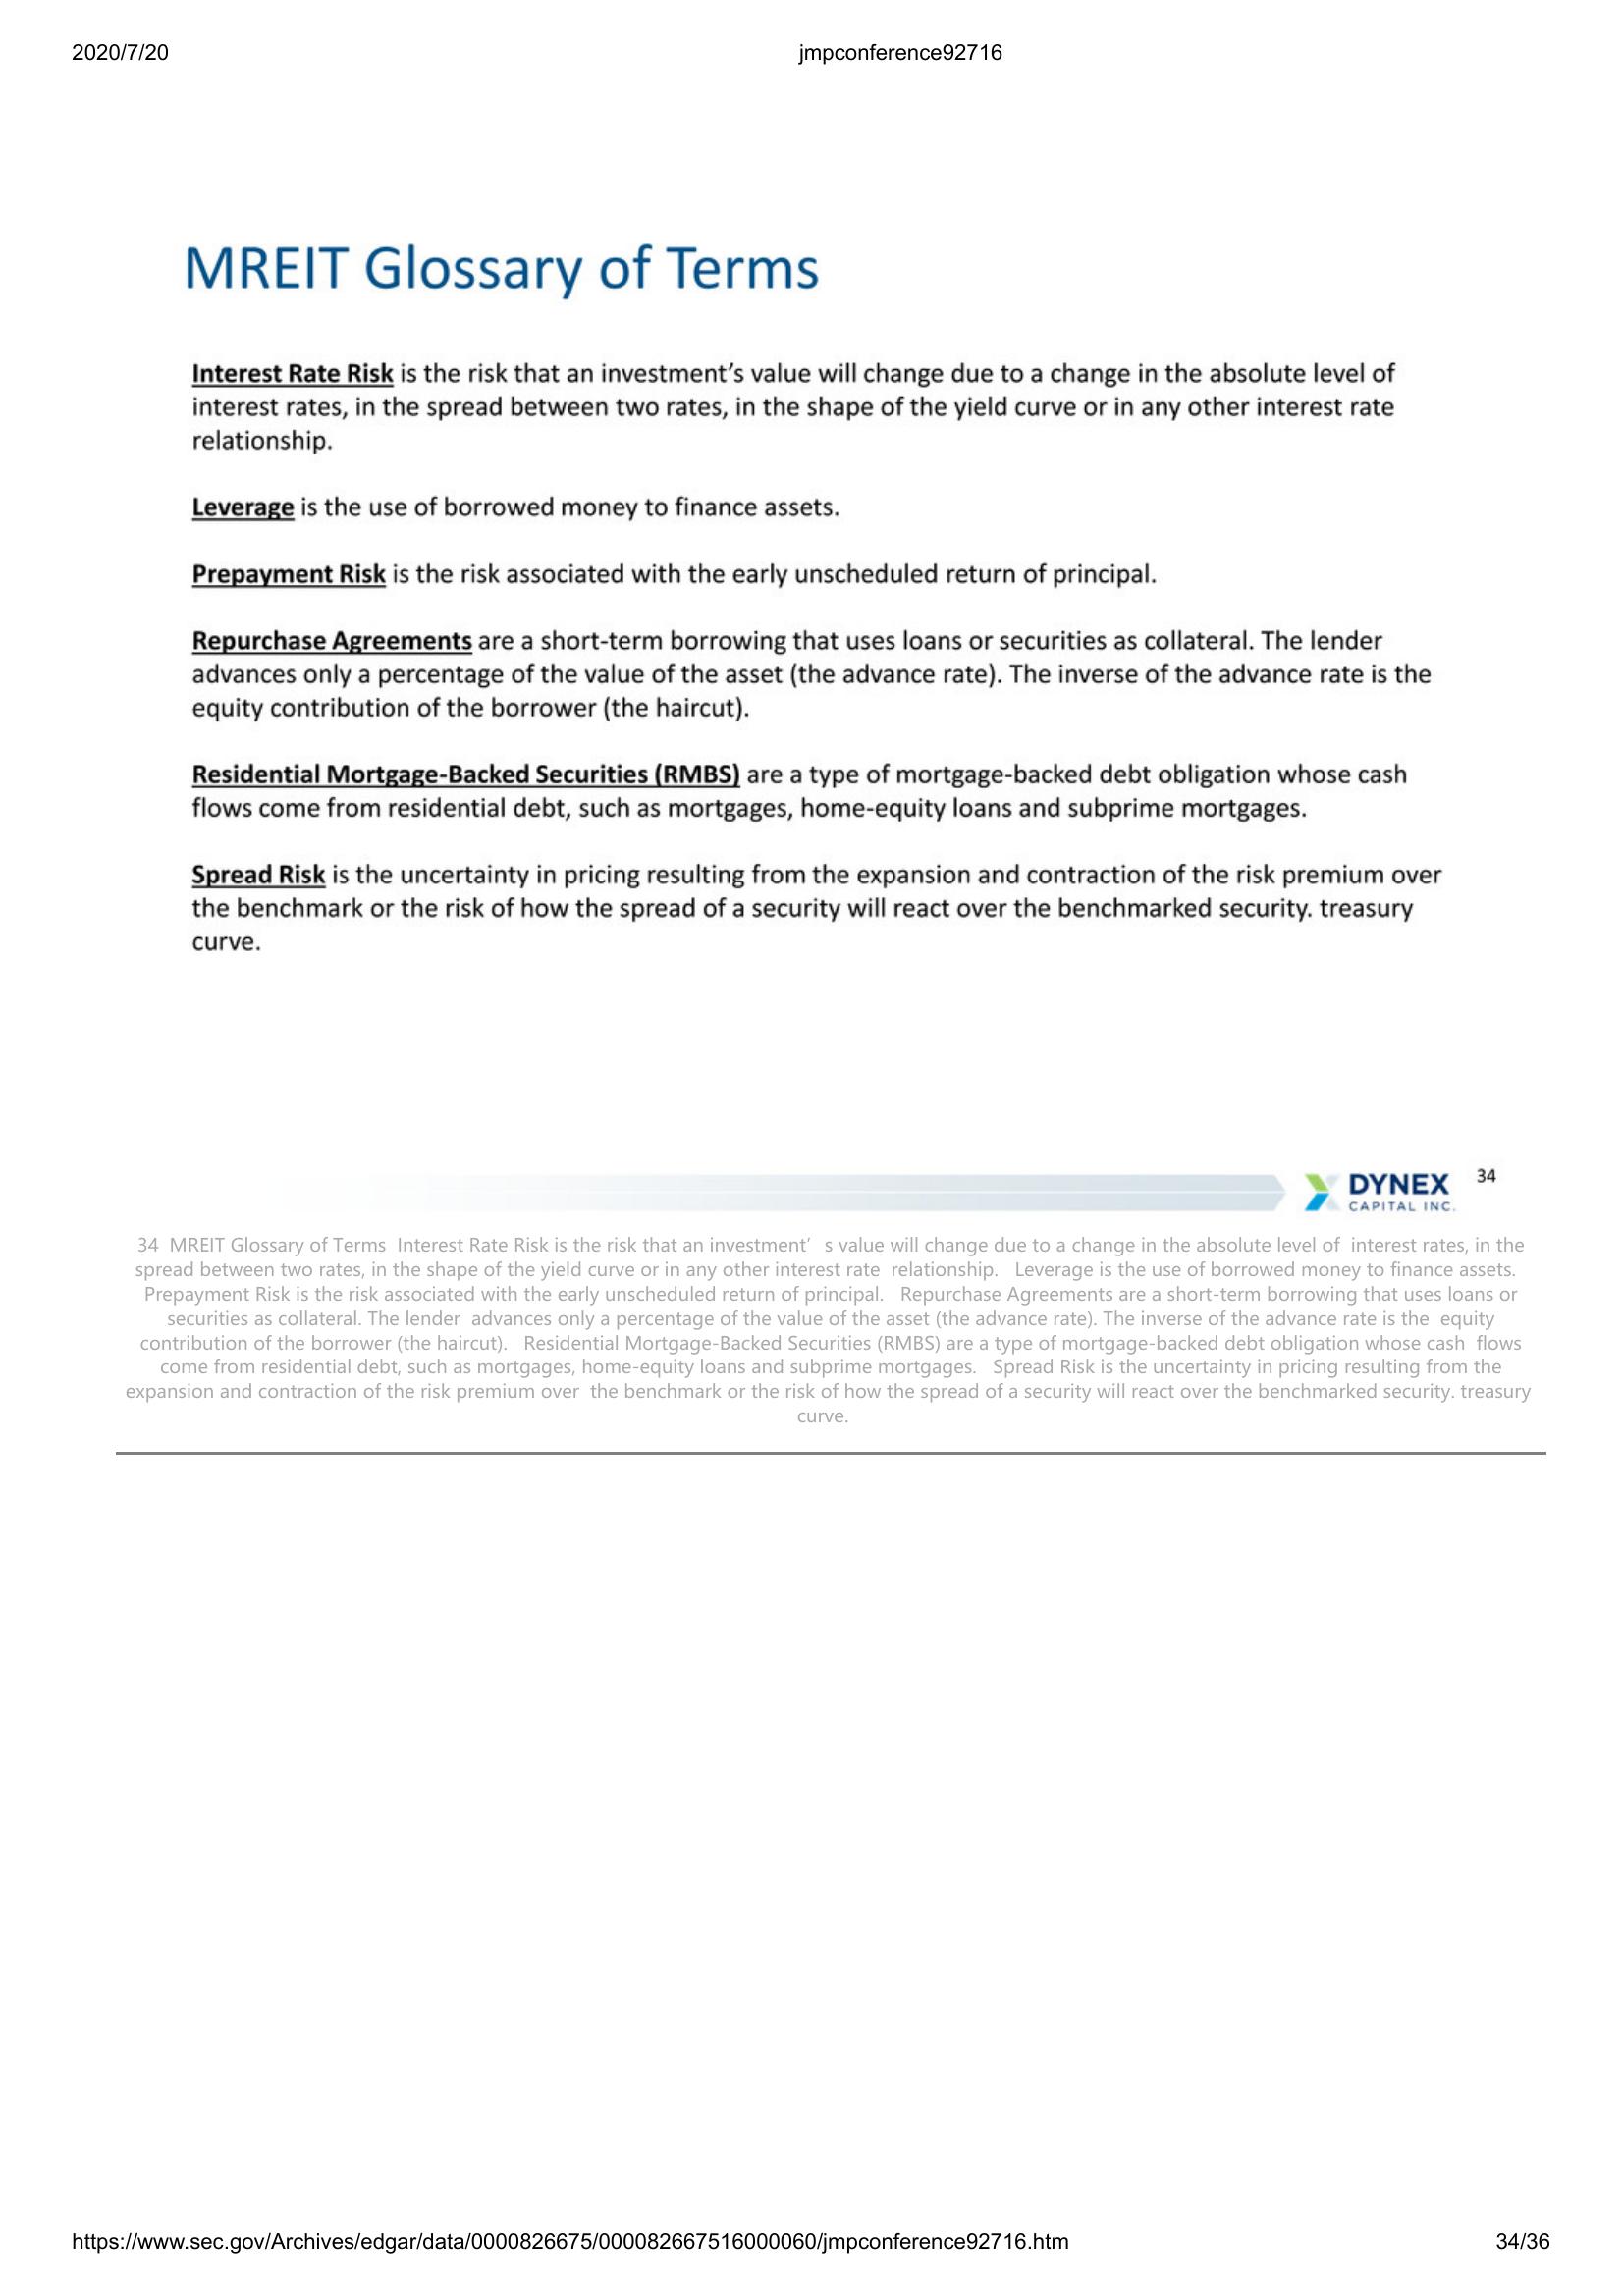 2020/7/20
jmpconference92716
MREIT Glossary of Terms
Interest Rate Risk is the risk that an investment’s value will change due to a change in the absolute level of
interest rates, in the spread between two rates, in the shape of the yield curve or in any other interest rate
relationship.
Leverage is the use of borrowed money to finance assets.
Prepayment Risk is the risk associated with the early unscheduled return of principal.
Repurchase Agreements are a short-term borrowing that uses loans or securities as collateral. The lender
advances only a percentage of the value of the asset (the advance rate). The inverse of the advance rate is the
equity contribution of the borrower (the haircut).
Residential Mortgage-Backed Securities (RMBS) are a type of mortgage-backed debt obligation whose cash
flows come from residential debt, such as mortgages, home-equity loans and subprime mortgages.
Spread Risk is the uncertainty in pricing resulting from the expansion and contraction of the risk premium over
the benchmark or the risk of how the spread of a security will react over the benchmarked security. treasury
curve.
DYNEX
CAPITAL INC.
34
34 MREIT Glossary of Terms Interest Rate Risk is the risk that an investment’ s value will change due to a change in the absolute level of interest rates, in the
spread between two rates, in the shape of the yield curve or in any other interest rate relationship. Leverage is the use of borrowed money to finance assets.
Prepayment Risk is the risk associated with the early unscheduled return of principal. Repurchase Agreements are a short-term borrowing that uses loans or
securities as collateral. The lender advances only a percentage of the value of the asset (the advance rate). The inverse of the advance rate is the equity
contribution of the borrower (the haircut). Residential Mortgage-Backed Securities (RMBS) are a type of mortgage-backed debt obligation whose cash flows
come from residential debt, such as mortgages, home-equity loans and subprime mortgages. Spread Risk is the uncertainty in pricing resulting from the
expansion and contraction of the risk premium over the benchmark or the risk of how the spread of a security will react over the benchmarked security. treasury
curve.
https://www.sec.gov/Archives/edgar/data/0000826675/000082667516000060/jmpconference92716.htm
34/36